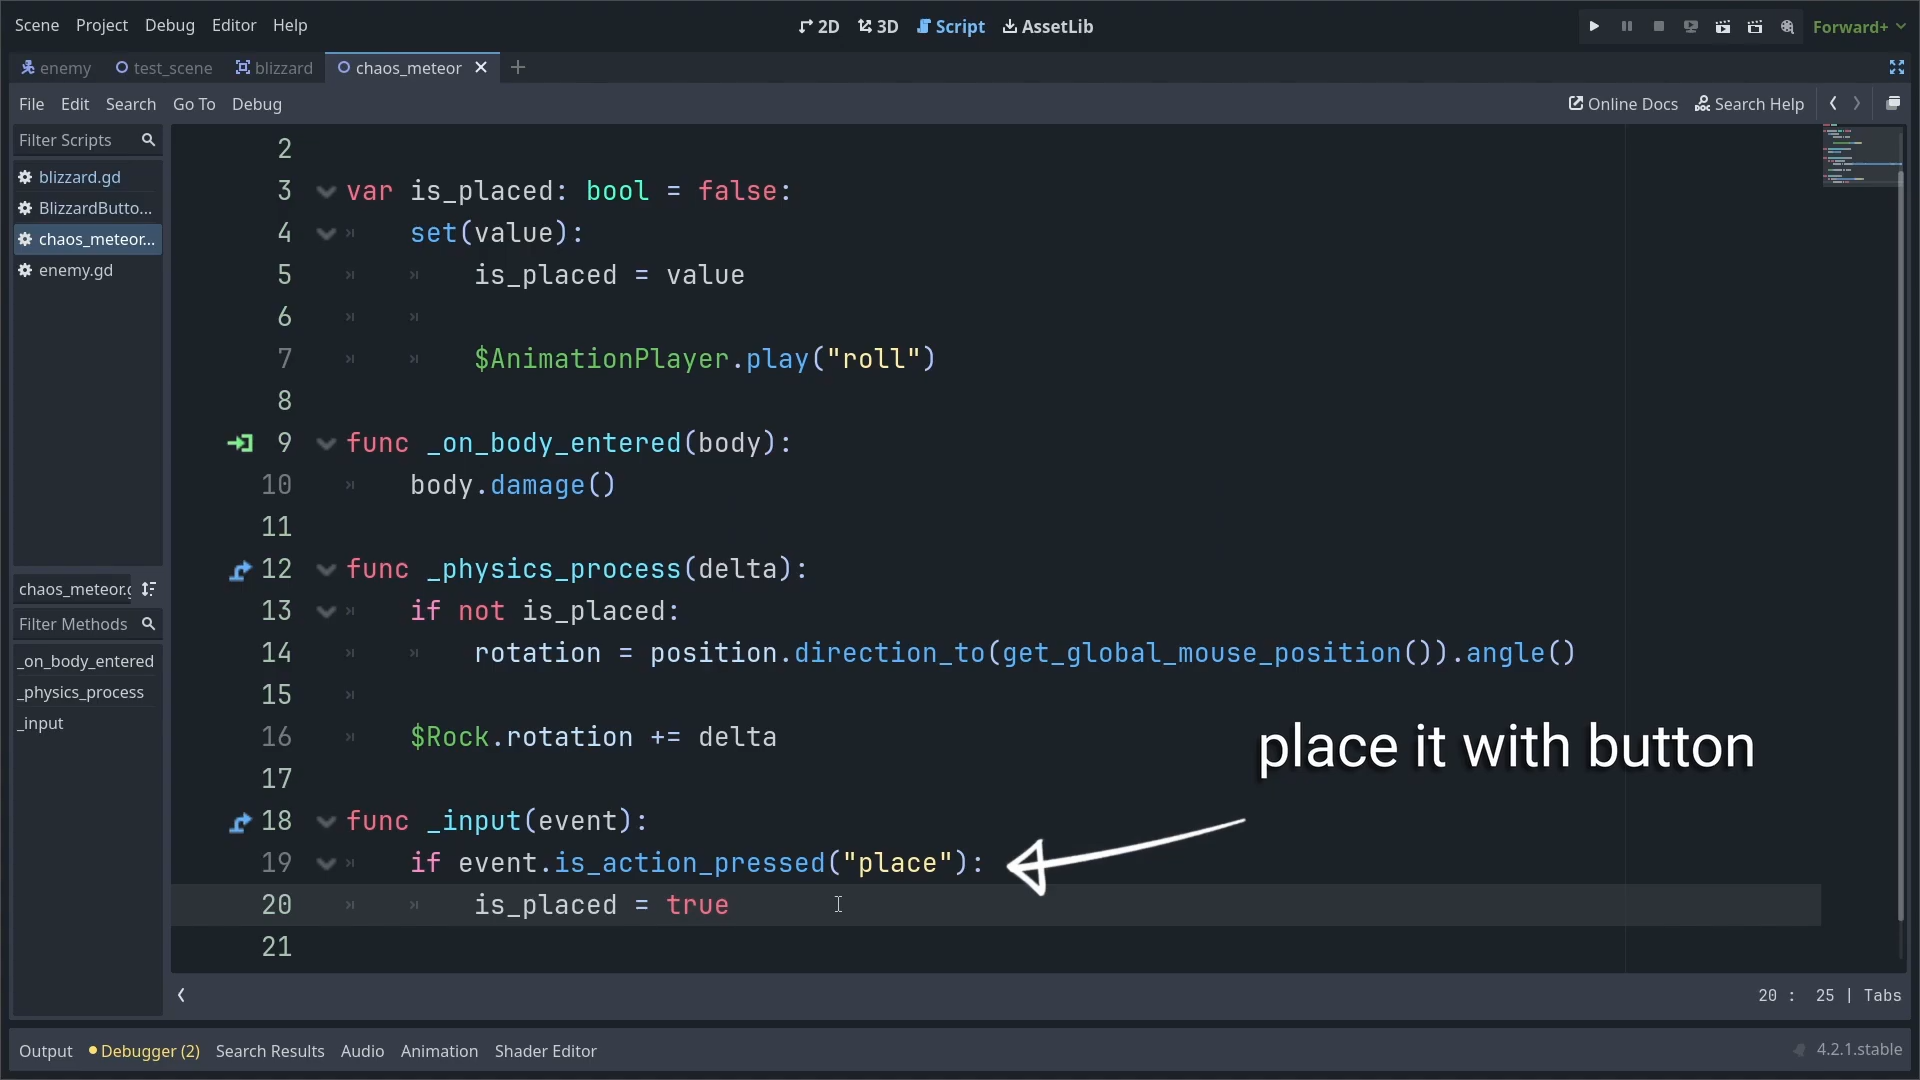 Scene Project Debug Editor Help
2D 3D Script AssetLib
Forward+
enemy test_scene blizzard chaos_meteor
File Edit Search Go To Debug
Online Docs Search Help
Filter Scripts
blizzard.gd
BlizzardButto...
chaos_meteor...
enemy.gd
chaos_meteor.g
Filter Methods
_on_body_entered
_physics_process
_input
2
3 var is_placed: bool = false:
4 set(value):
5 is_placed = value
6
7 $AnimationPlayer.play("roll")
8
9 func _on_body_entered(body):
10 body.damage()
11
12 func _physics_process(delta):
13 if not is_placed:
14 rotation = position.direction_to(get_global_mouse_position()).angle()
15
16 $Rock.rotation += delta
17
18 func _input(event):
19 if event.is_action_pressed("place"):
20 is_placed = true
21
place it with button
20 : 25 | Tabs
Output Debugger (2) Search Results Audio Animation Shader Editor
4.2.1.stable